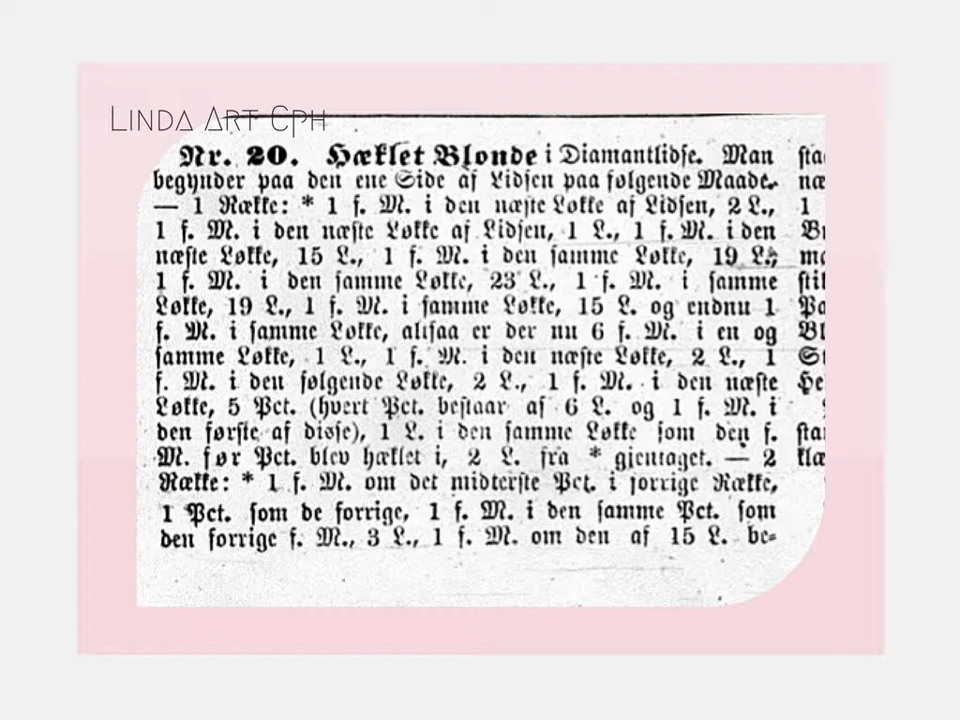 LINDA ART CPH
Nr. 20. Hæklet Blonde i Diamantlidse. Man
begynder paa den ene Side af Lidsen paa følgende Maade.
— 1 Række: * 1 f. M. i den næste Løkke af Lidsen, 2 L.,
1 f. M. i den næste Løkke af Lidsen, 1 L., 1 f. M. i den
næste Løkke, 15 L., 1 f. M. i den samme Løkke, 19 L.,
1 f. M. i den samme Løkke, 23 L., 1 f. M. i samme
Løkke, 19 L., 1 f. M. i samme Løkke, 15 L. og endnu 1
f. M. i samme Løkke, altsaa er der nu 6 f. M. i en og
samme Løkke, 1 L., 1 f. M. i den næste Løkke, 2 L., 1
f. M. i den følgende Løkke, 2 L., 1 f. M. i den næste
Løkke, 5 Pct. (hvert Pct. bestaar af 6 L. og 1 f. M. i
den første af disse), 1 L. i den samme Løkke som den f.
M. før Pct. blev hæklet i, 2 L. fra * gjentaget. — 2
Række: * 1 f. M. om det midterste Pct. i forrige Række,
1 Pct. som de forrige, 1 f. M. i den samme Pct. som
den forrige f. M., 3 L., 1 f. M. om den af 15 L. be-